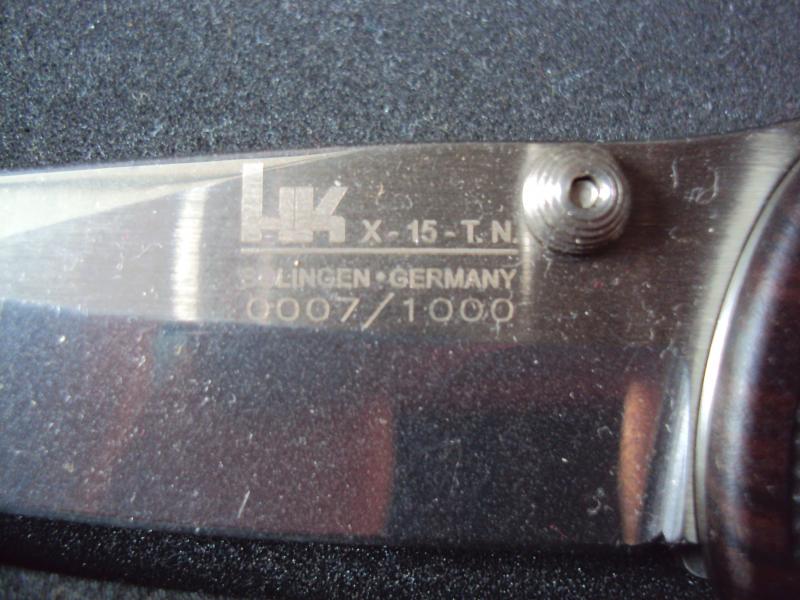 HK X-15-T.N.
SOLINGEN•GERMANY
0007/1000